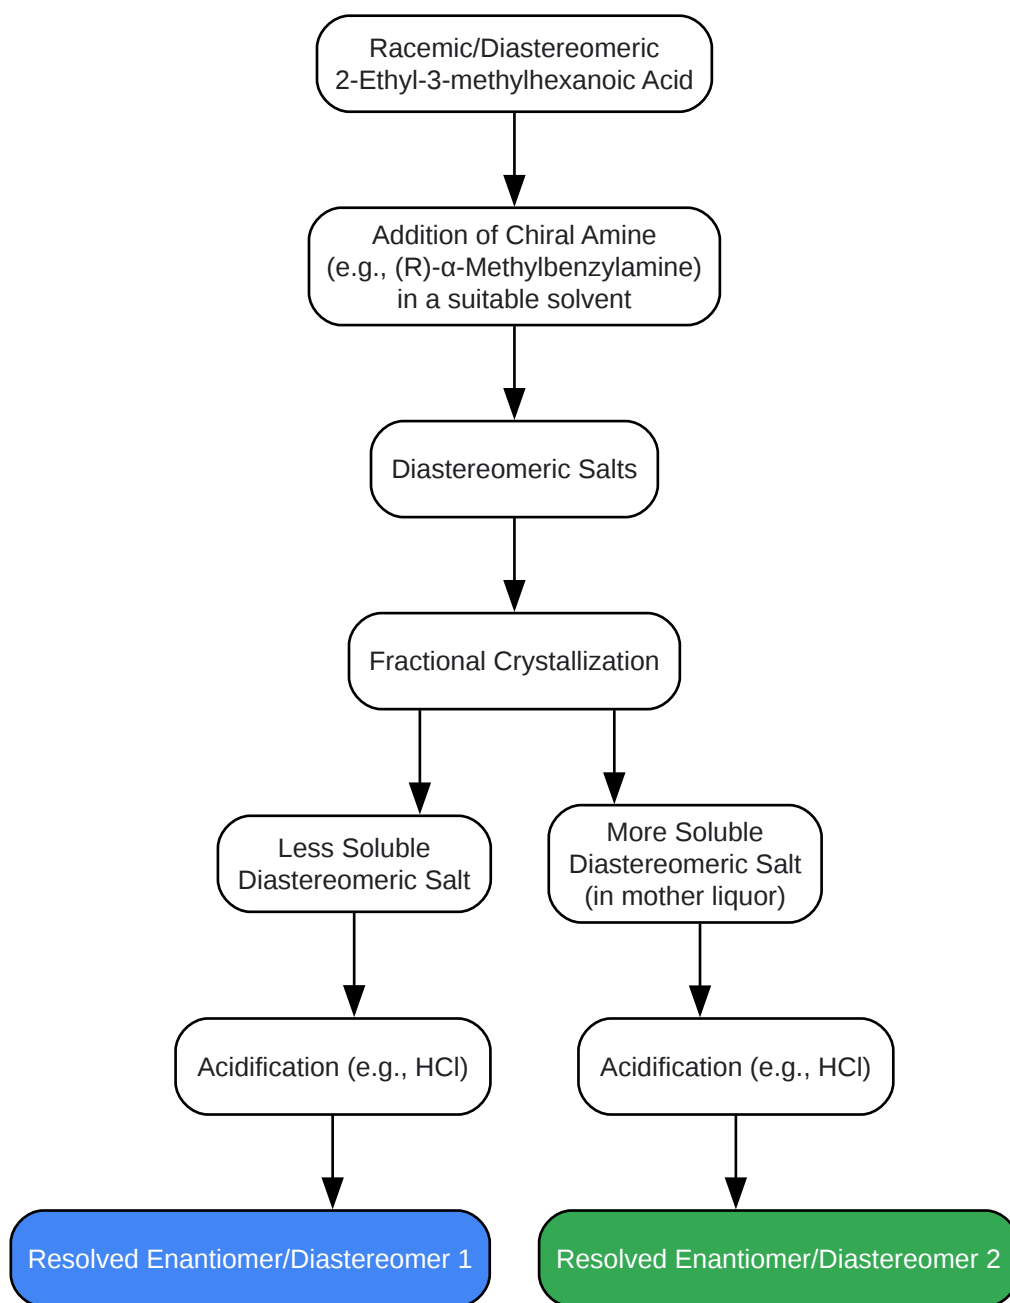 Racemic/Diastereomeric
2-Ethyl-3-methylhexanoic Acid
Addition of Chiral Amine
(e.g., (R)-α-Methylbenzylamine)
in a suitable solvent
Diastereomeric Salts
Fractional Crystallization
Less Soluble
Diastereomeric Salt
More Soluble
Diastereomeric Salt
(in mother liquor)
Acidification (e.g., HCl)
Acidification (e.g., HCl)
Resolved Enantiomer/Diastereomer 1
Resolved Enantiomer/Diastereomer 2